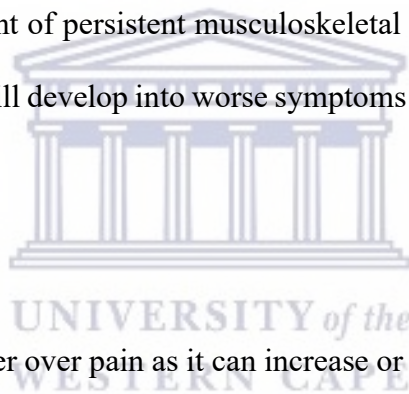 nt of persistent musculoskeletal
ll develop into worse symptoms
UNIVERSITY of the
er over pain as it can increase or
WESTERN CAPE